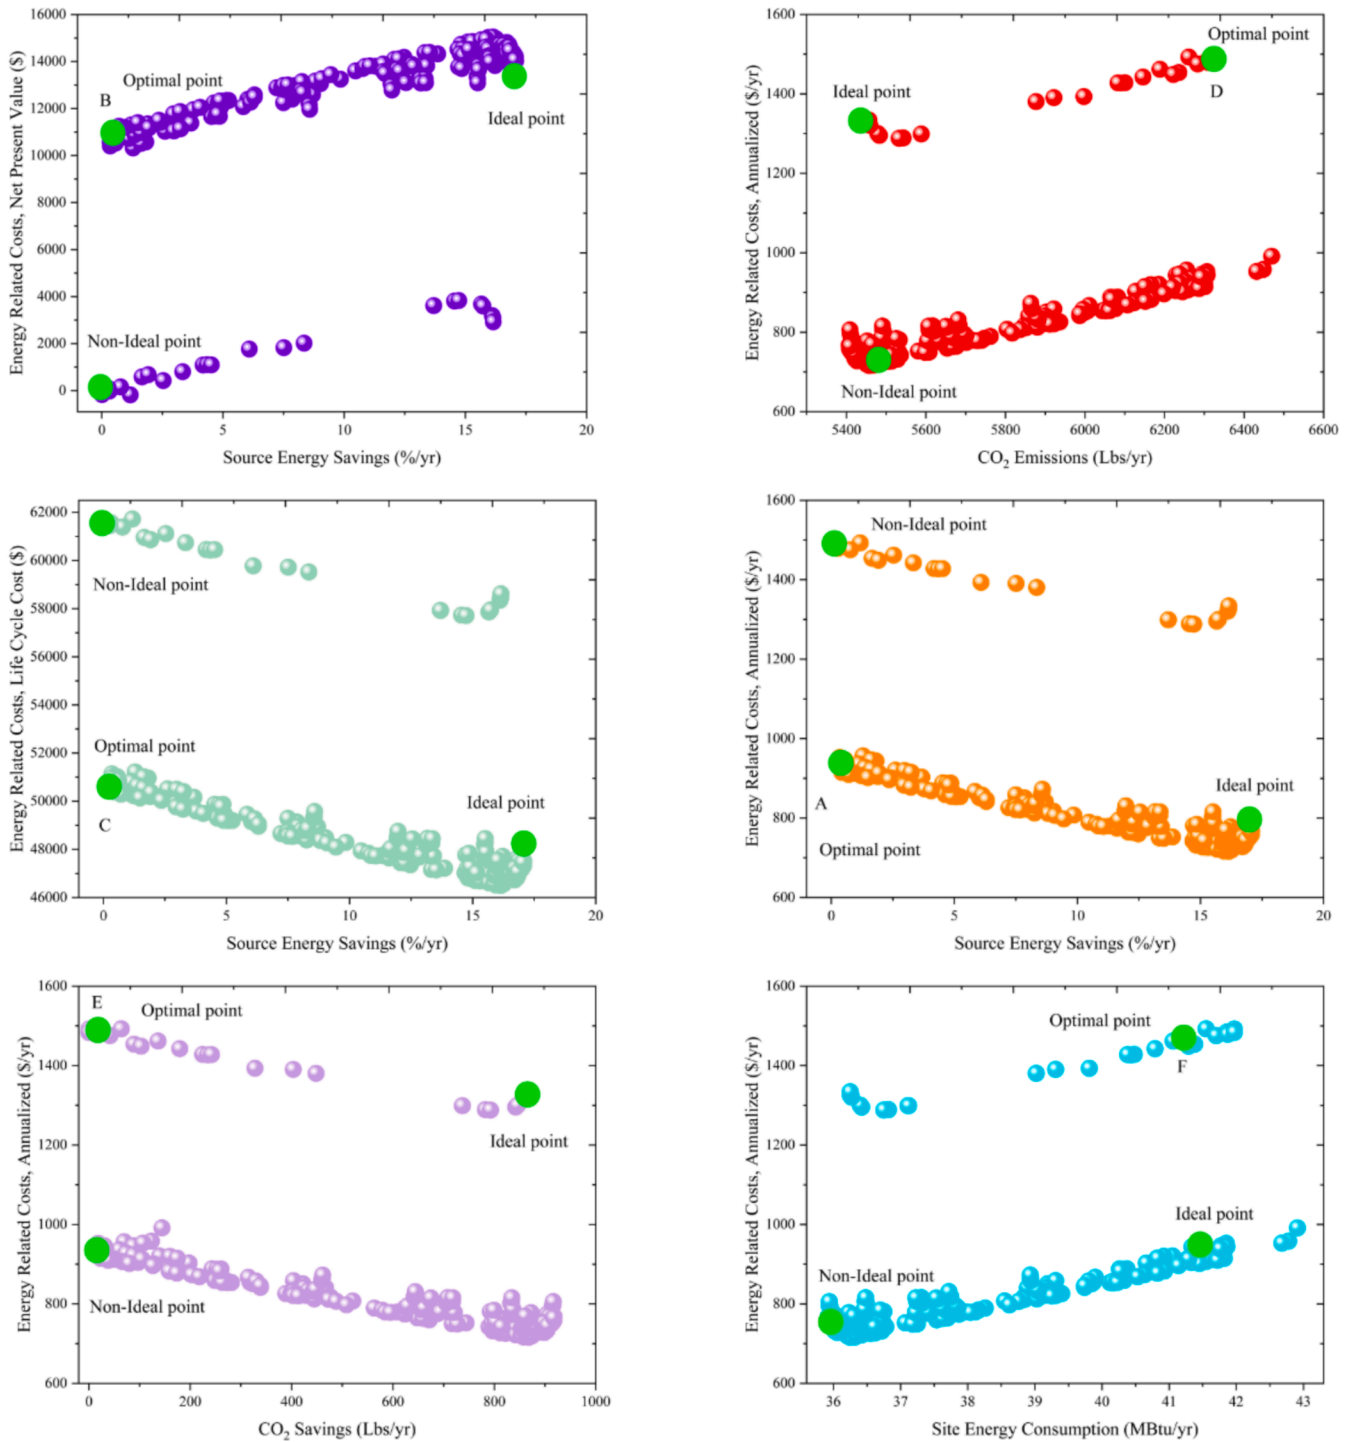 Energy Related Costs, Net Present Value ($)
16000
14000
12000
10000
8000
6000
4000
2000
0
Optimal point
B
Ideal point
Non-Ideal point
0 5 10 15 20
Source Energy Savings (%/yr)
Energy Related Costs, Annualized ($/yr)
1600
1400
1200
1000
800
600
Optimal point
Ideal point
D
Non-Ideal point
5400 5600 5800 6000 6200 6400 6600
CO₂ Emissions (Lbs/yr)
Energy Related Costs, Life Cycle Cost ($)
62000
60000
58000
56000
54000
52000
50000
48000
46000
Non-Ideal point
Optimal point
Ideal point
C
0 5 10 15 20
Source Energy Savings (%/yr)
Energy Related Costs, Annualized ($/yr)
1600
1400
1200
1000
800
600
Non-Ideal point
Ideal point
A
Optimal point
0 5 10 15 20
Source Energy Savings (%/yr)
Energy Related Costs, Annualized ($/yr)
1600
1400
1200
1000
800
600
E
Optimal point
Ideal point
Non-Ideal point
0 200 400 600 800 1000
CO₂ Savings (Lbs/yr)
Energy Related Costs, Annualized ($/yr)
1600
1400
1200
1000
800
600
Optimal point
F
Ideal point
Non-Ideal point
36 37 38 39 40 41 42 43
Site Energy Consumption (MBtu/yr)